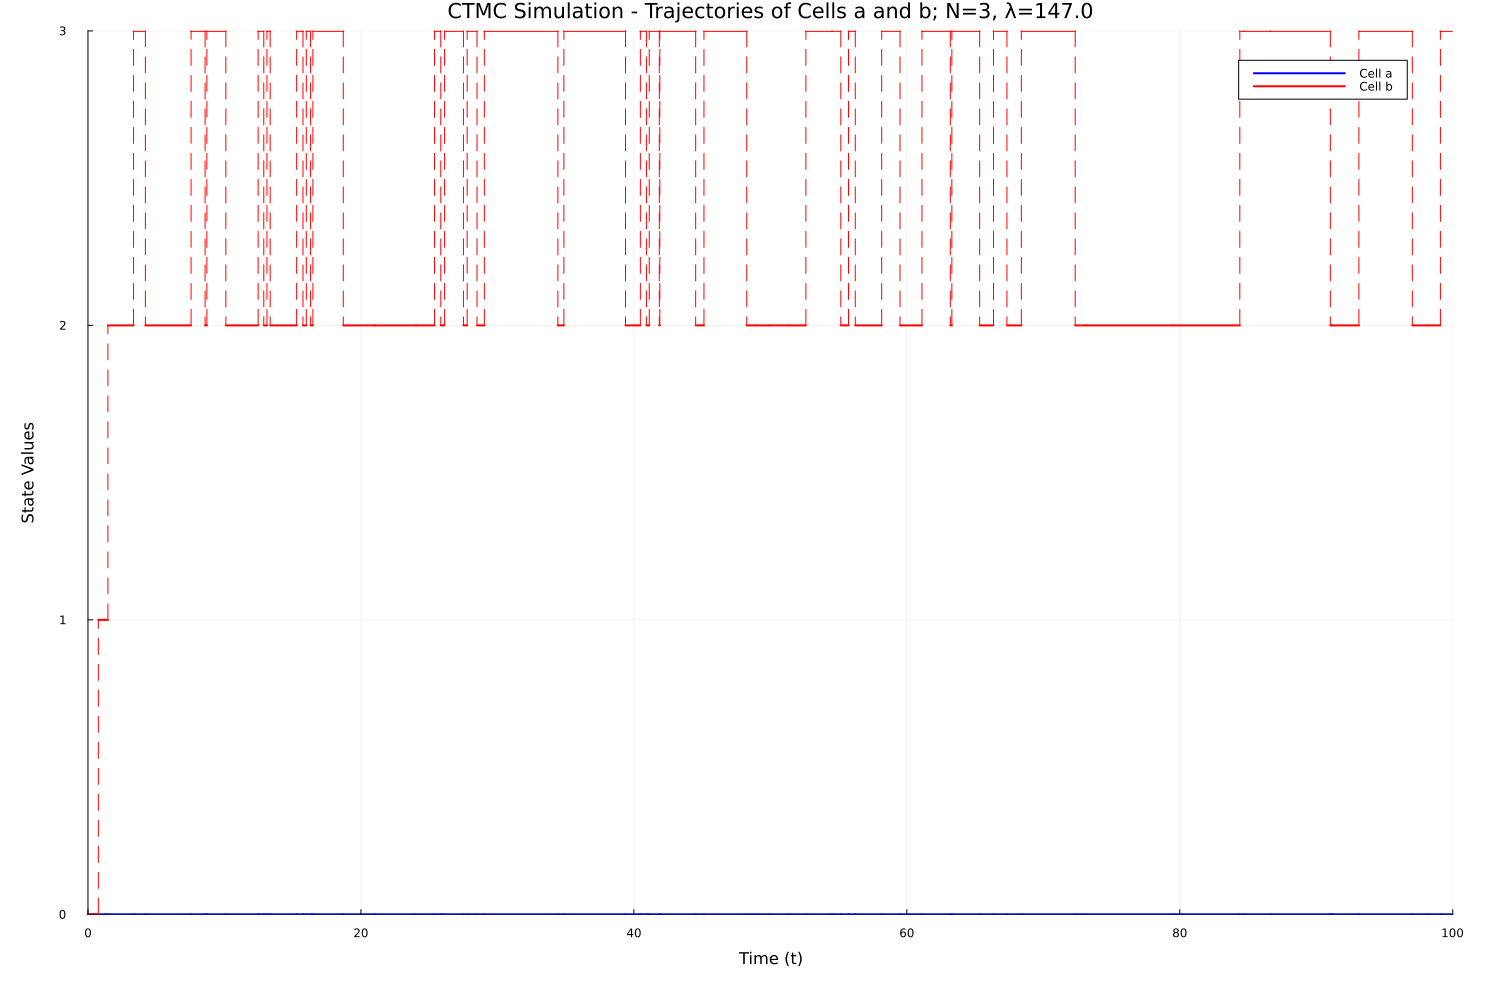 CTMC Simulation - Trajectories of Cells a and b; N=3, λ=147.0
3
Cell a
Cell b
2
State Values
1
0
0 20 40 60 80 100
Time (t)